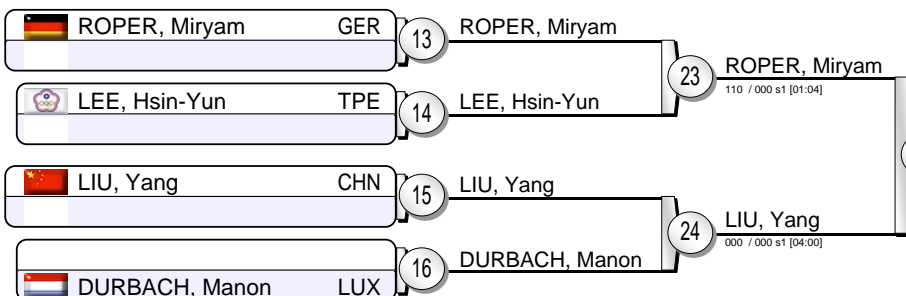 ROPER, Miryam GER
13
ROPER, Miryam
23
ROPER, Miryam
110 / 000 s1 [01:04]
LEE, Hsin-Yun TPE
14
LEE, Hsin-Yun
LIU, Yang CHN
15
LIU, Yang
24
LIU, Yang
000 / 000 s1 [04:00]
DURBACH, Manon LUX
16
DURBACH, Manon